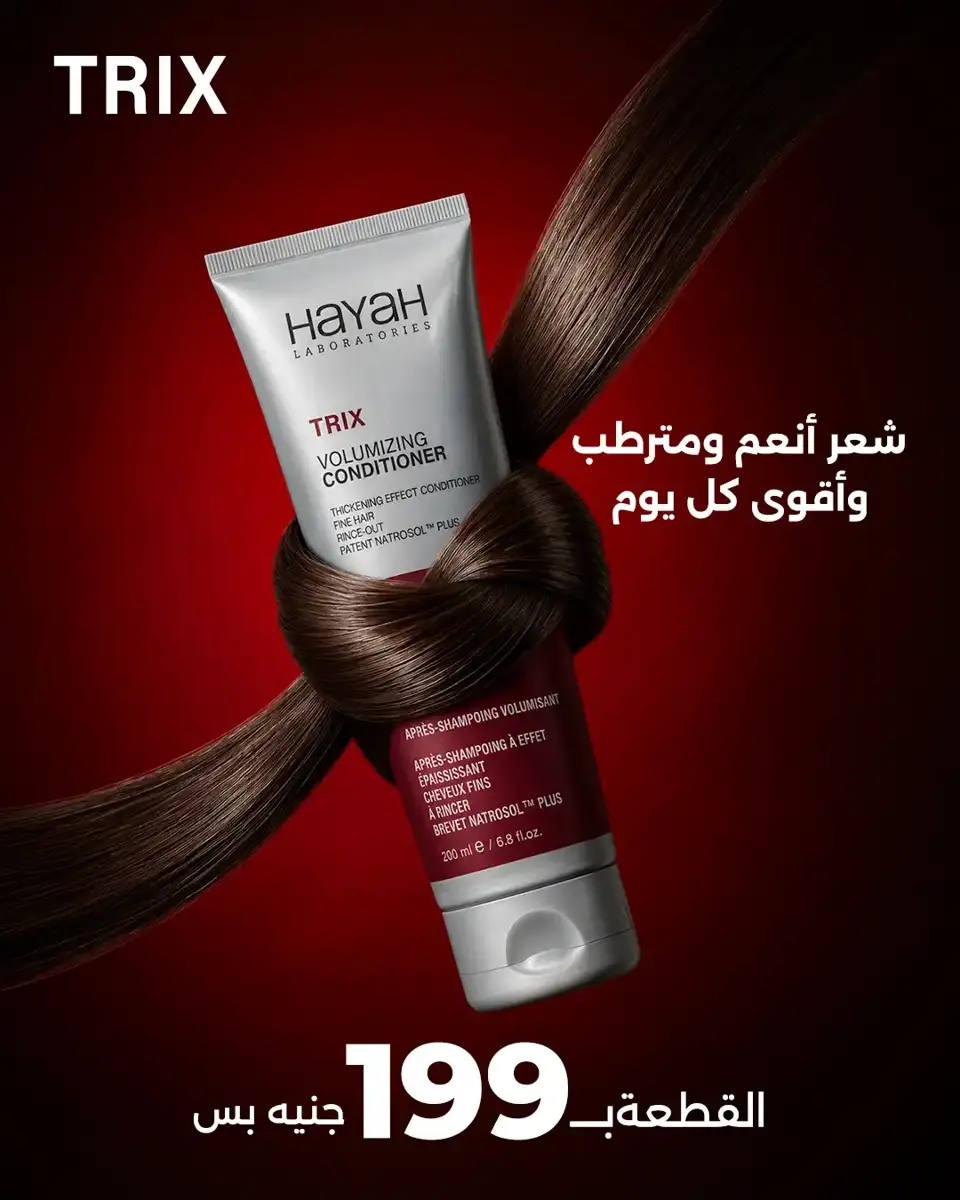 TRIX
HAYAH
LABORATORIES
TRIX
VOLUMIZING
CONDITIONER
THICKENING EFFECT CONDITIONER
FINE HAIR
RINCE-OUT
PATENT NATROSOL™ PLUS
شعر أنعم ومترطب
وأقوى كل يوم
APRÈS-SHAMPOING VOLUMISANT
APRÈS-SHAMPOING À EFFET
ÉPAISSISSANT
CHEVEUX FINS
À RINCER
BREVET NATROSOL™ PLUS
200 ml e / 6.8 fl.oz.
القطعة بـ 199 جنيه بس